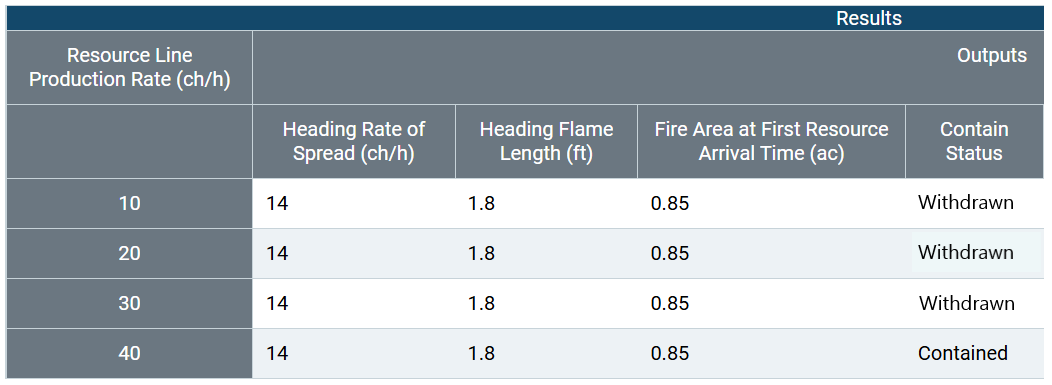 Results
Resource Line
Production Rate (ch/h)
Outputs
Heading Rate of
Spread (ch/h)
Heading Flame
Length (ft)
Fire Area at First Resource
Arrival Time (ac)
Contain
Status
10 14 1.8 0.85 Withdrawn
20 14 1.8 0.85 Withdrawn
30 14 1.8 0.85 Withdrawn
40 14 1.8 0.85 Contained